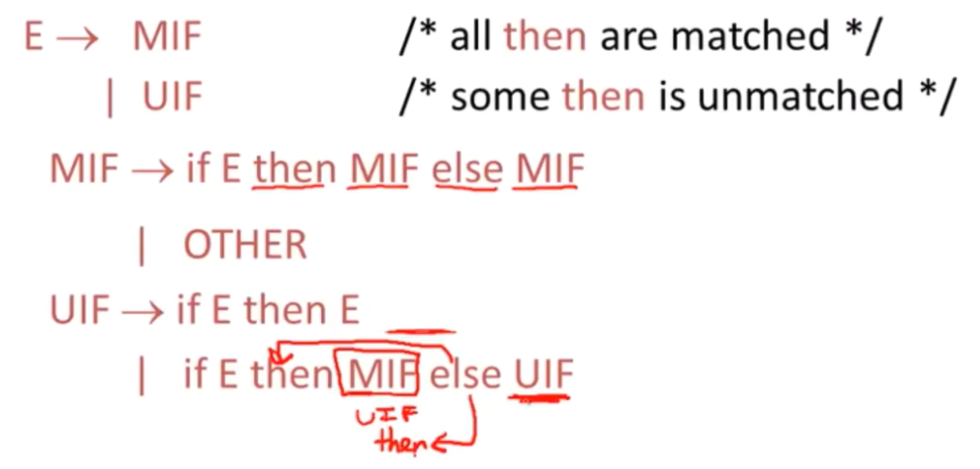 E → MIF /* all then are matched */
| UIF /* some then is unmatched */
MIF → if E then MIF else MIF
| OTHER
UIF → if E then E
| if E then MIF else UIF
UIF
then